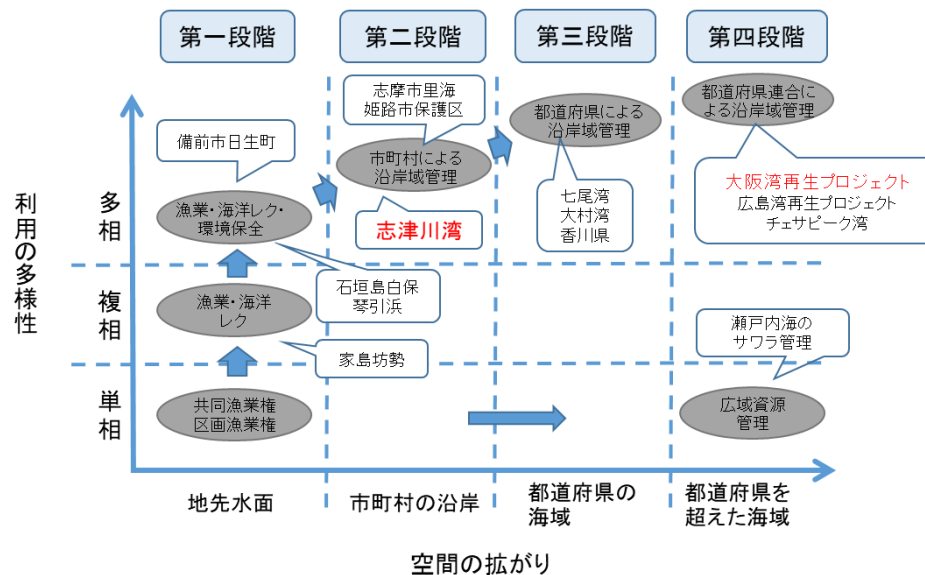 第一段階
第二段階
第三段階
第四段階
志摩市里海
姫路市保護区
都道府県による
沿岸域管理
都道府県連合に
よる沿岸域管理
備前市日生町
市町村による
沿岸域管理
大阪湾再生プロジェクト
広島湾再生プロジェクト
チェサピーク湾
七尾湾
大村湾
香川県
漁業・海洋レク・
環境保全
志津川湾
利用の多様性
多相
複相
単相
石垣島白保
琴引浜
漁業・海洋
レク
瀬戸内海の
サワラ管理
家島坊勢
共同漁業権
区画漁業権
広域資源
管理
地先水面
市町村の沿岸
都道府県の
海域
都道府県を
超えた海域
空間の拡がり